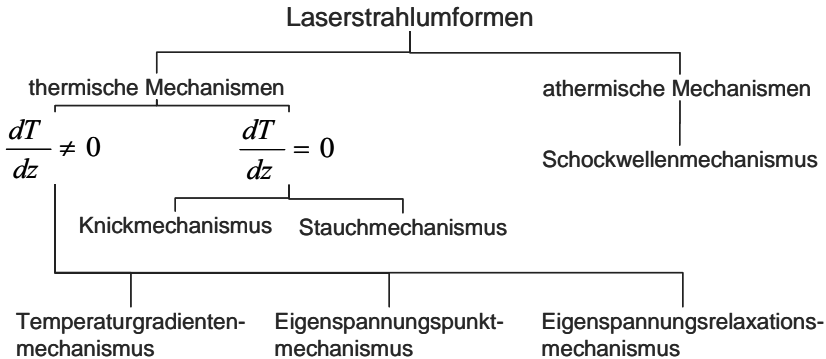 Laserstrahlumformen
thermische Mechanismen
athermische Mechanismen
dT/dz ≠ 0
dT/dz = 0
Schockwellenmechanismus
Knickmechanismus
Stauchmechanismus
Temperaturgradienten-
mechanismus
Eigenspannungspunkt-
mechanismus
Eigenspannungsrelaxations-
mechanismus